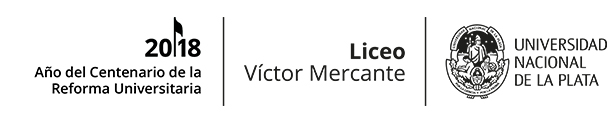 2018
Año del Centenario de la
Reforma Universitaria
Liceo
Víctor Mercante
UNIVERSIDAD
NACIONAL
DE LA PLATA